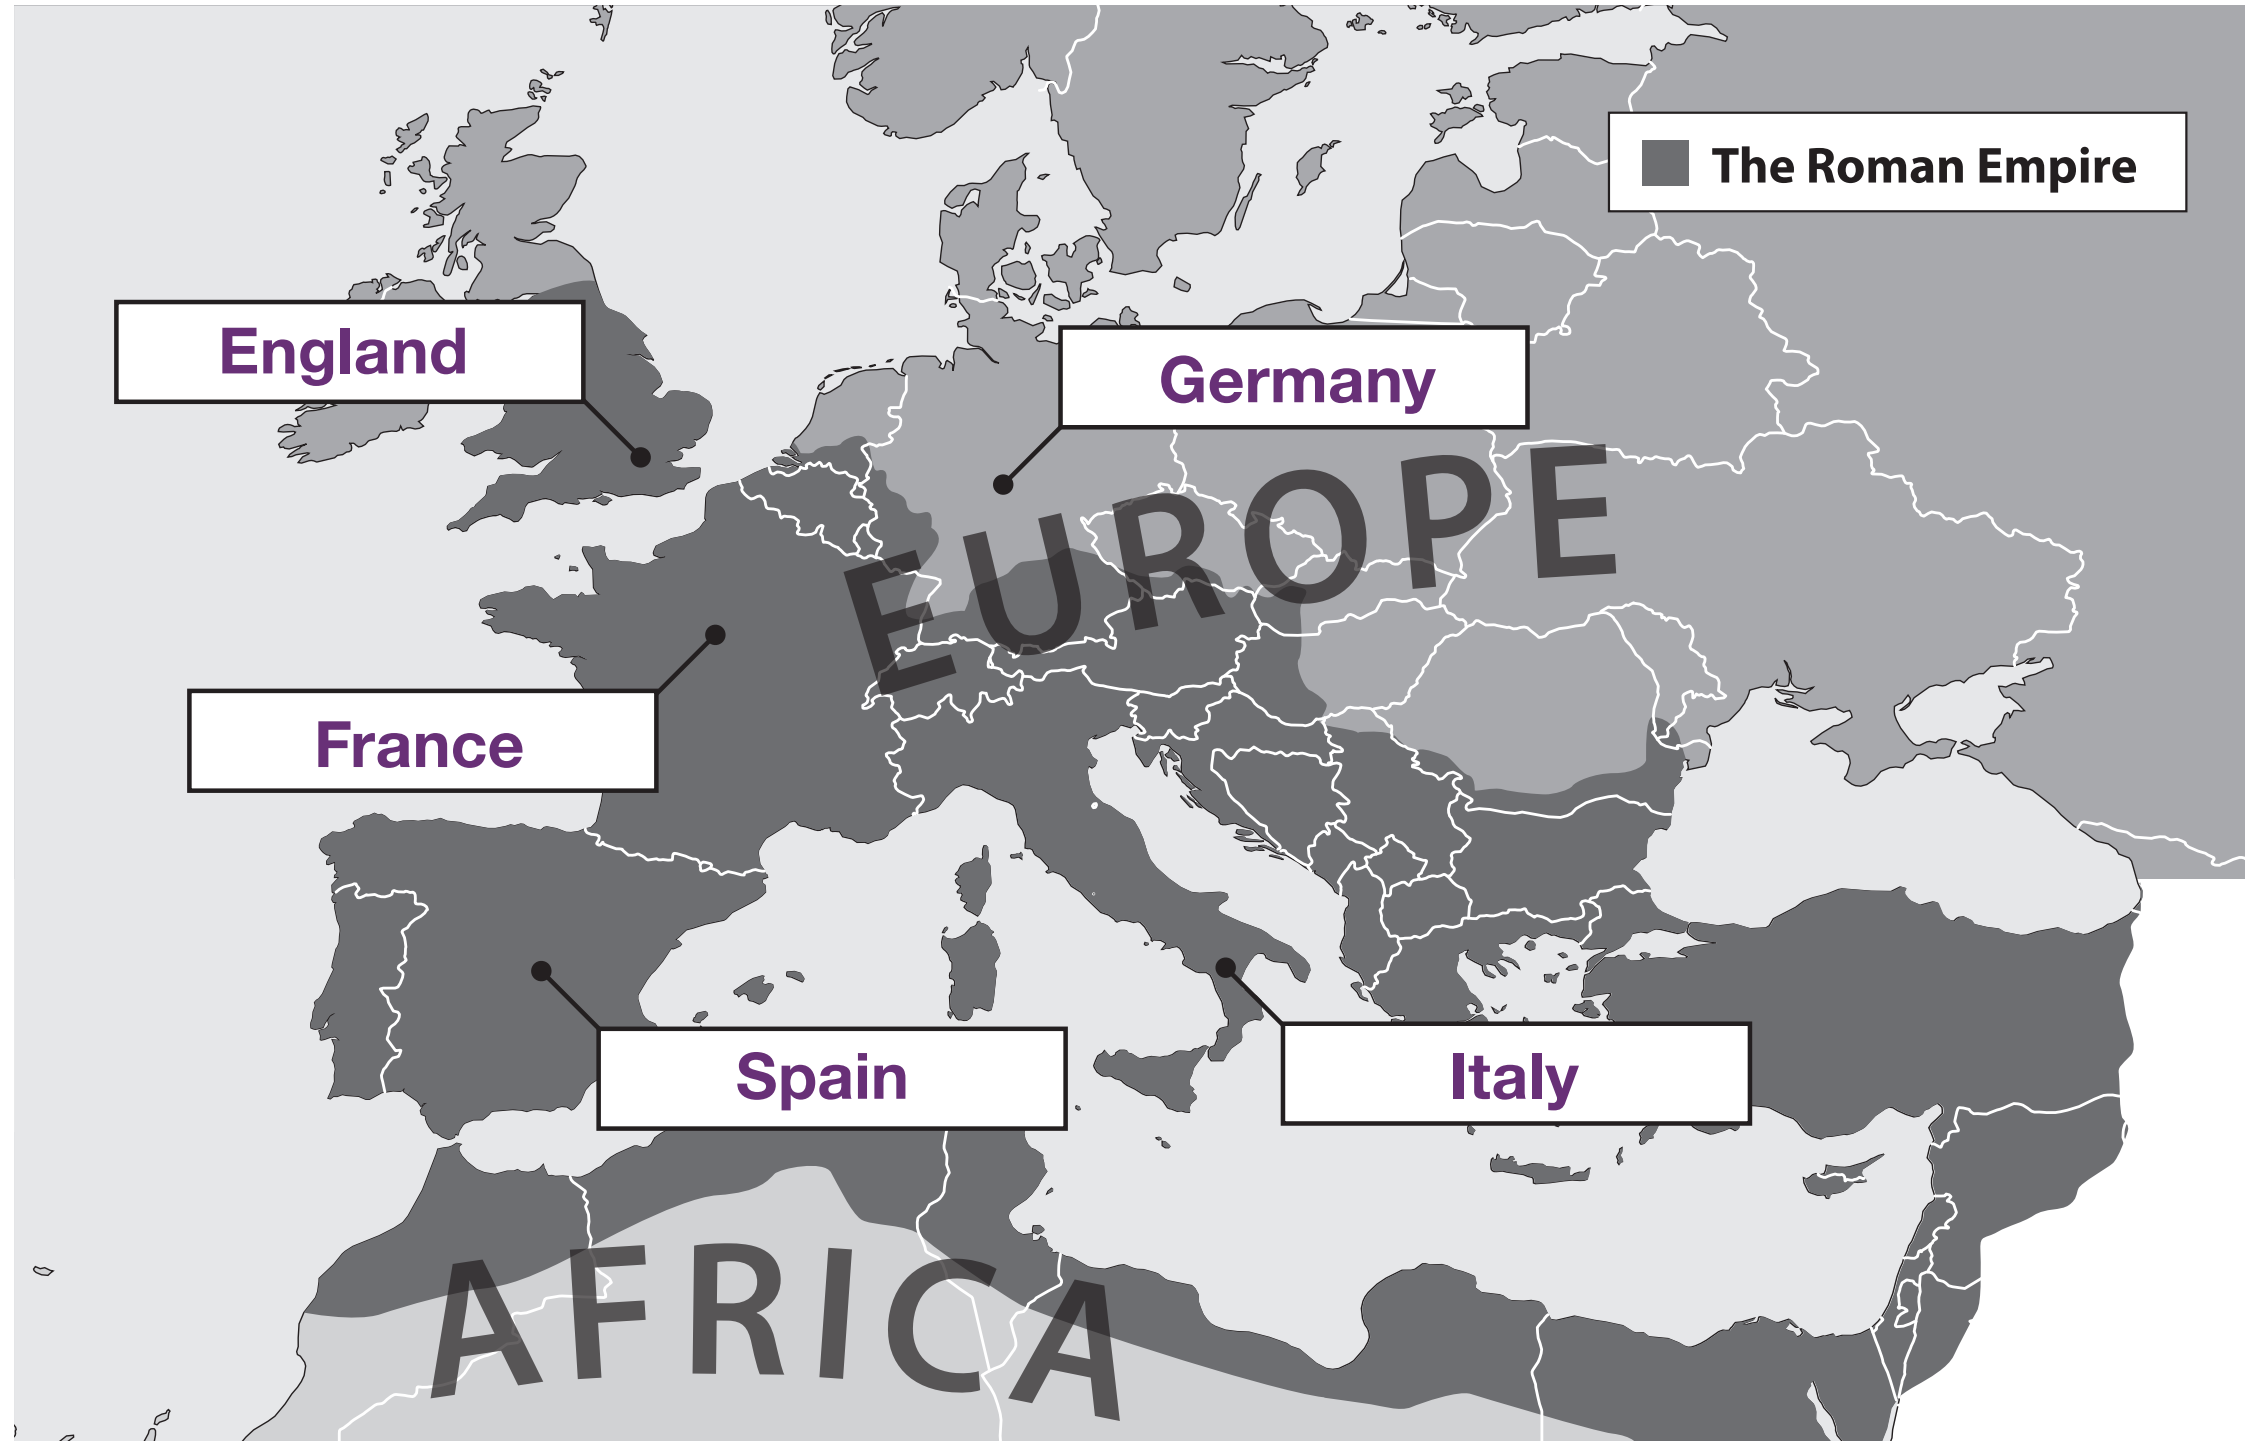 The Roman Empire
England
Germany
EUROPE
France
Spain
Italy
AFRICA